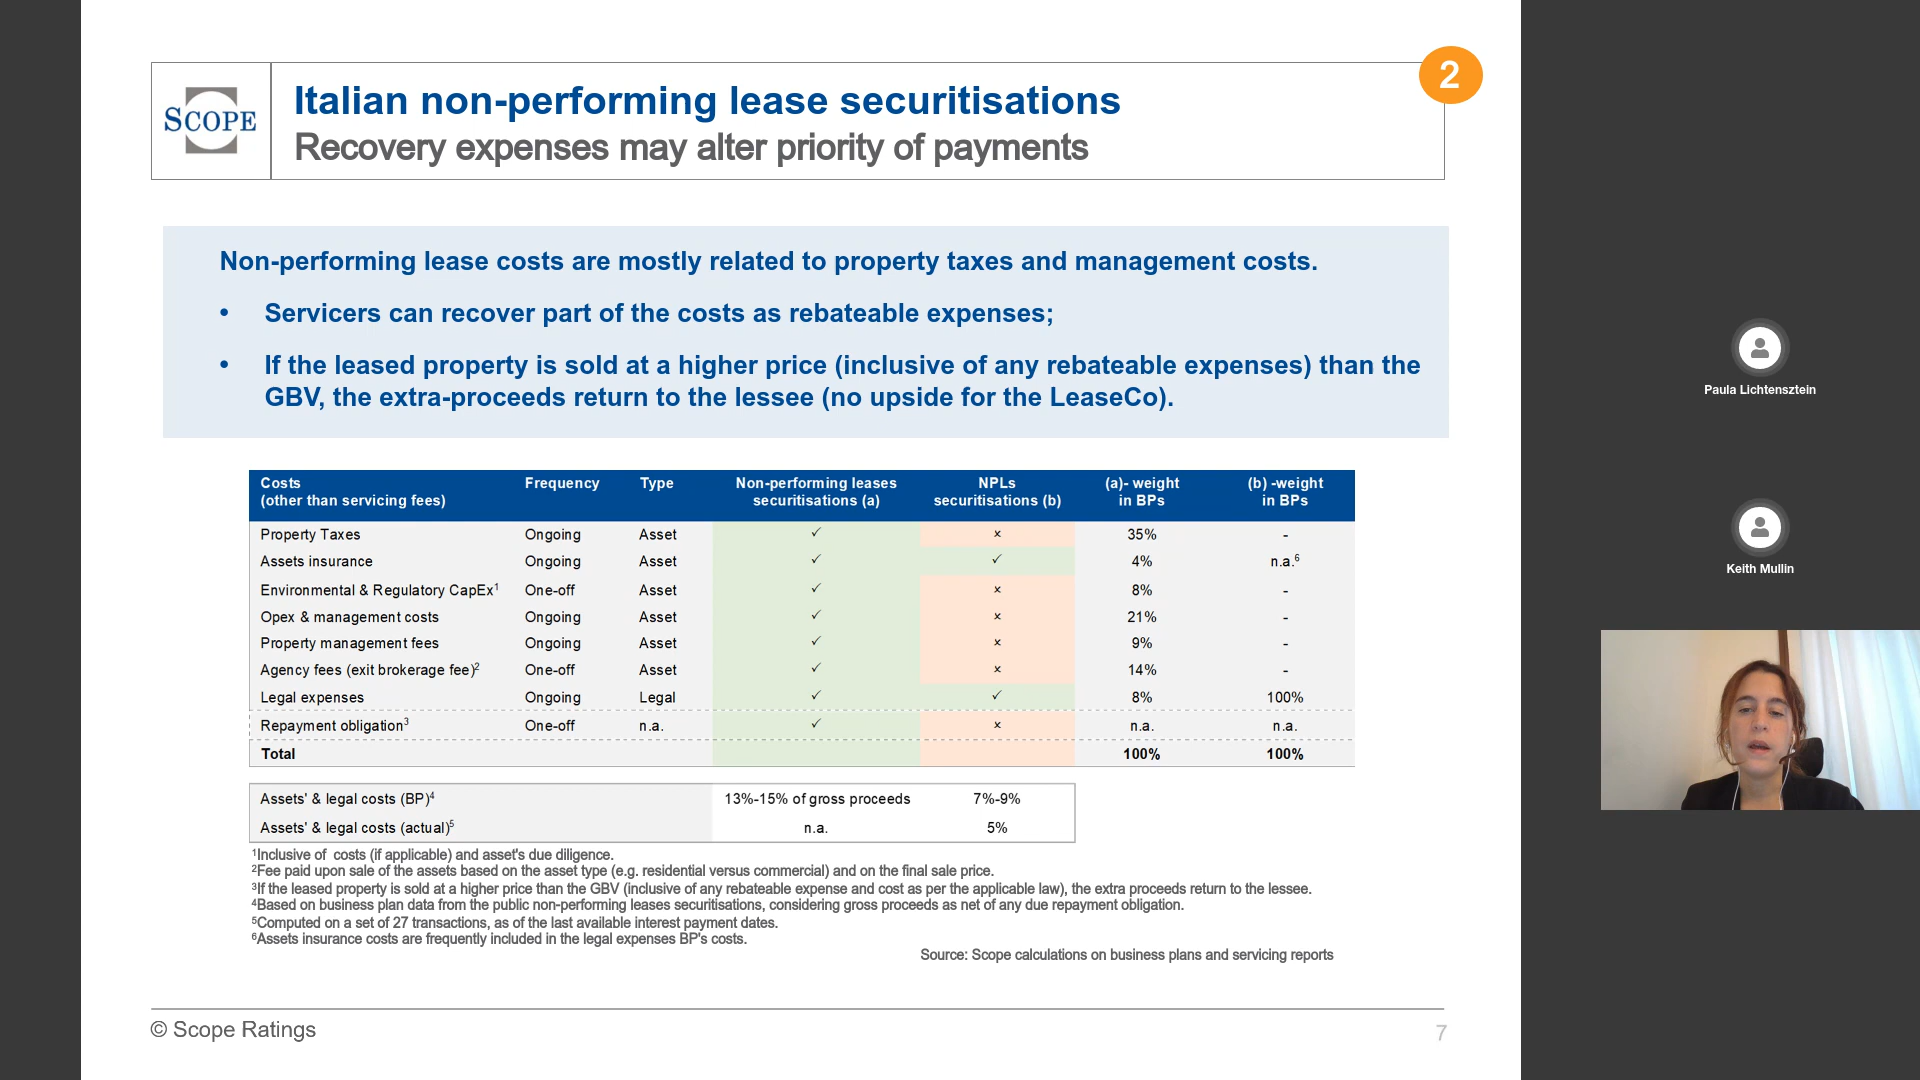 SCOPE
Italian non-performing lease securitisations
Recovery expenses may alter priority of payments
2
Non-performing lease costs are mostly related to property taxes and management costs.
• Servicers can recover part of the costs as rebateable expenses;
• If the leased property is sold at a higher price (inclusive of any rebateable expenses) than the
GBV, the extra-proceeds return to the lessee (no upside for the LeaseCo).
Costs Frequency Type Non-performing leases NPLs (a)- weight (b) -weight
(other than servicing fees) securitisations (a) securitisations (b) in BPs in BPs
Property Taxes Ongoing Asset ✓ × 35% -
Assets insurance Ongoing Asset ✓ ✓ 4% n.a.⁶
Environmental & Regulatory CapEx¹ One-off Asset ✓ × 8% -
Opex & management costs Ongoing Asset ✓ × 21% -
Property management fees Ongoing Asset ✓ × 9% -
Agency fees (exit brokerage fee)² One-off Asset ✓ × 14% -
Legal expenses Ongoing Legal ✓ ✓ 8% 100%
Repayment obligation³ One-off n.a. ✓ × n.a. n.a.
Total 100% 100%
Assets' & legal costs (BP)⁴ 13%-15% of gross proceeds 7%-9%
Assets' & legal costs (actual)⁵ n.a. 5%
¹Inclusive of costs (if applicable) and asset's due diligence.
²Fee paid upon sale of the assets based on the asset type (e.g. residential versus commercial) and on the final sale price.
³If the leased property is sold at a higher price than the GBV (inclusive of any rebateable expense and cost as per the applicable law), the extra proceeds return to the lessee.
⁴Based on business plan data from the public non-performing leases securitisations, considering gross proceeds as net of any due repayment obligation.
⁵Computed on a set of 27 transactions, as of the last available interest payment dates.
⁶Assets insurance costs are frequently included in the legal expenses BP's costs.
Source: Scope calculations on business plans and servicing reports
© Scope Ratings
7
Paula Lichtensztein
Keith Mullin